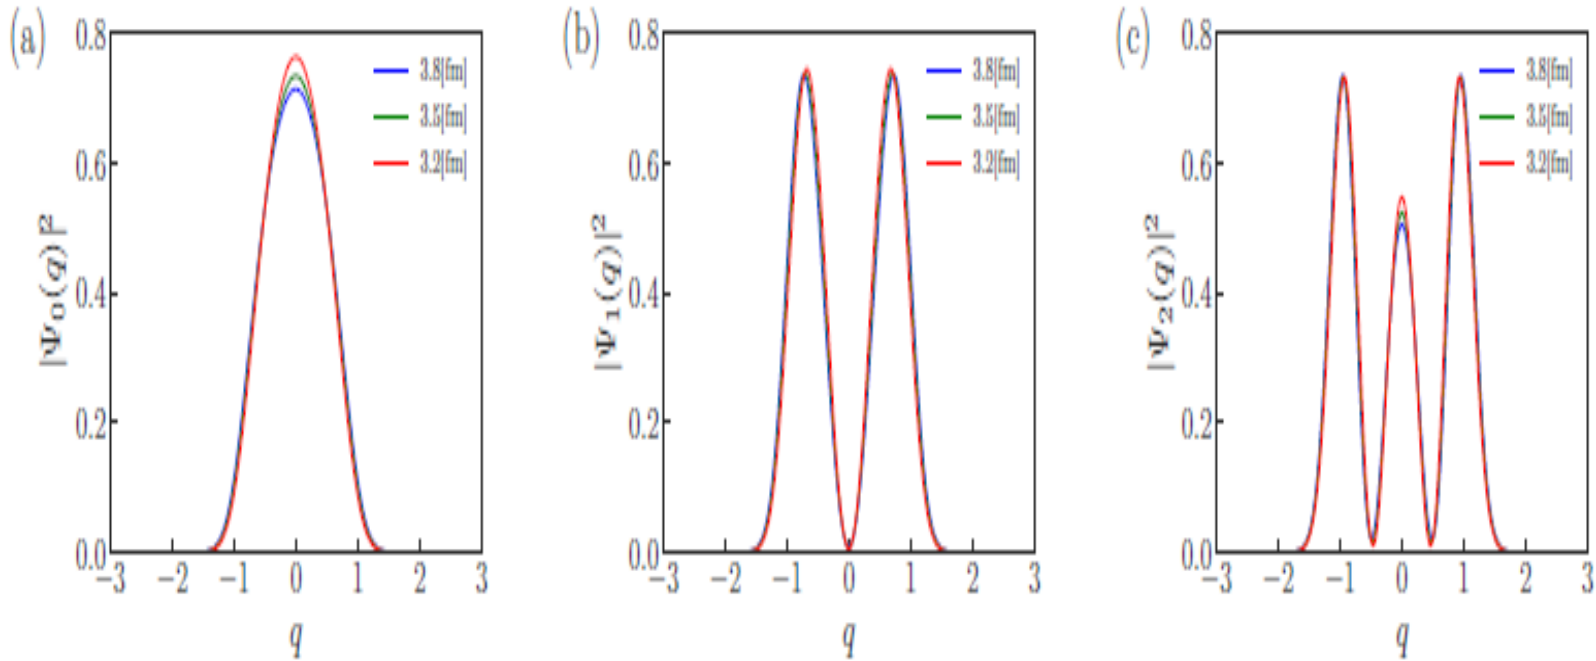 (a)
0.8
0.6
0.4
0.2
0.0
|Ψ0(q)|²
3.8[fm]
3.5[fm]
3.2[fm]
−3 −2 −1 0 1 2 3
q
(b)
0.8
0.6
0.4
0.2
0.0
|Ψ1(q)|²
3.8[fm]
3.5[fm]
3.2[fm]
−3 −2 −1 0 1 2 3
q
(c)
0.8
0.6
0.4
0.2
0.0
|Ψ2(q)|²
3.8[fm]
3.5[fm]
3.2[fm]
−3 −2 −1 0 1 2 3
q